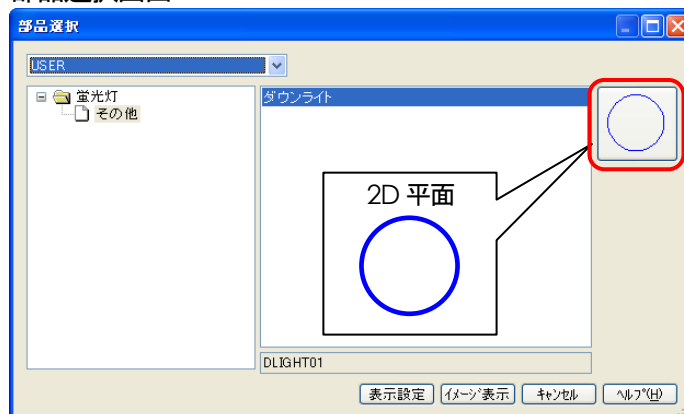 部品選択
USER
蛍光灯
その他
ダウンライト
2D 平面
DLIGHT01
表示設定
イメージ表示
キャンセル
ヘルプ(H)